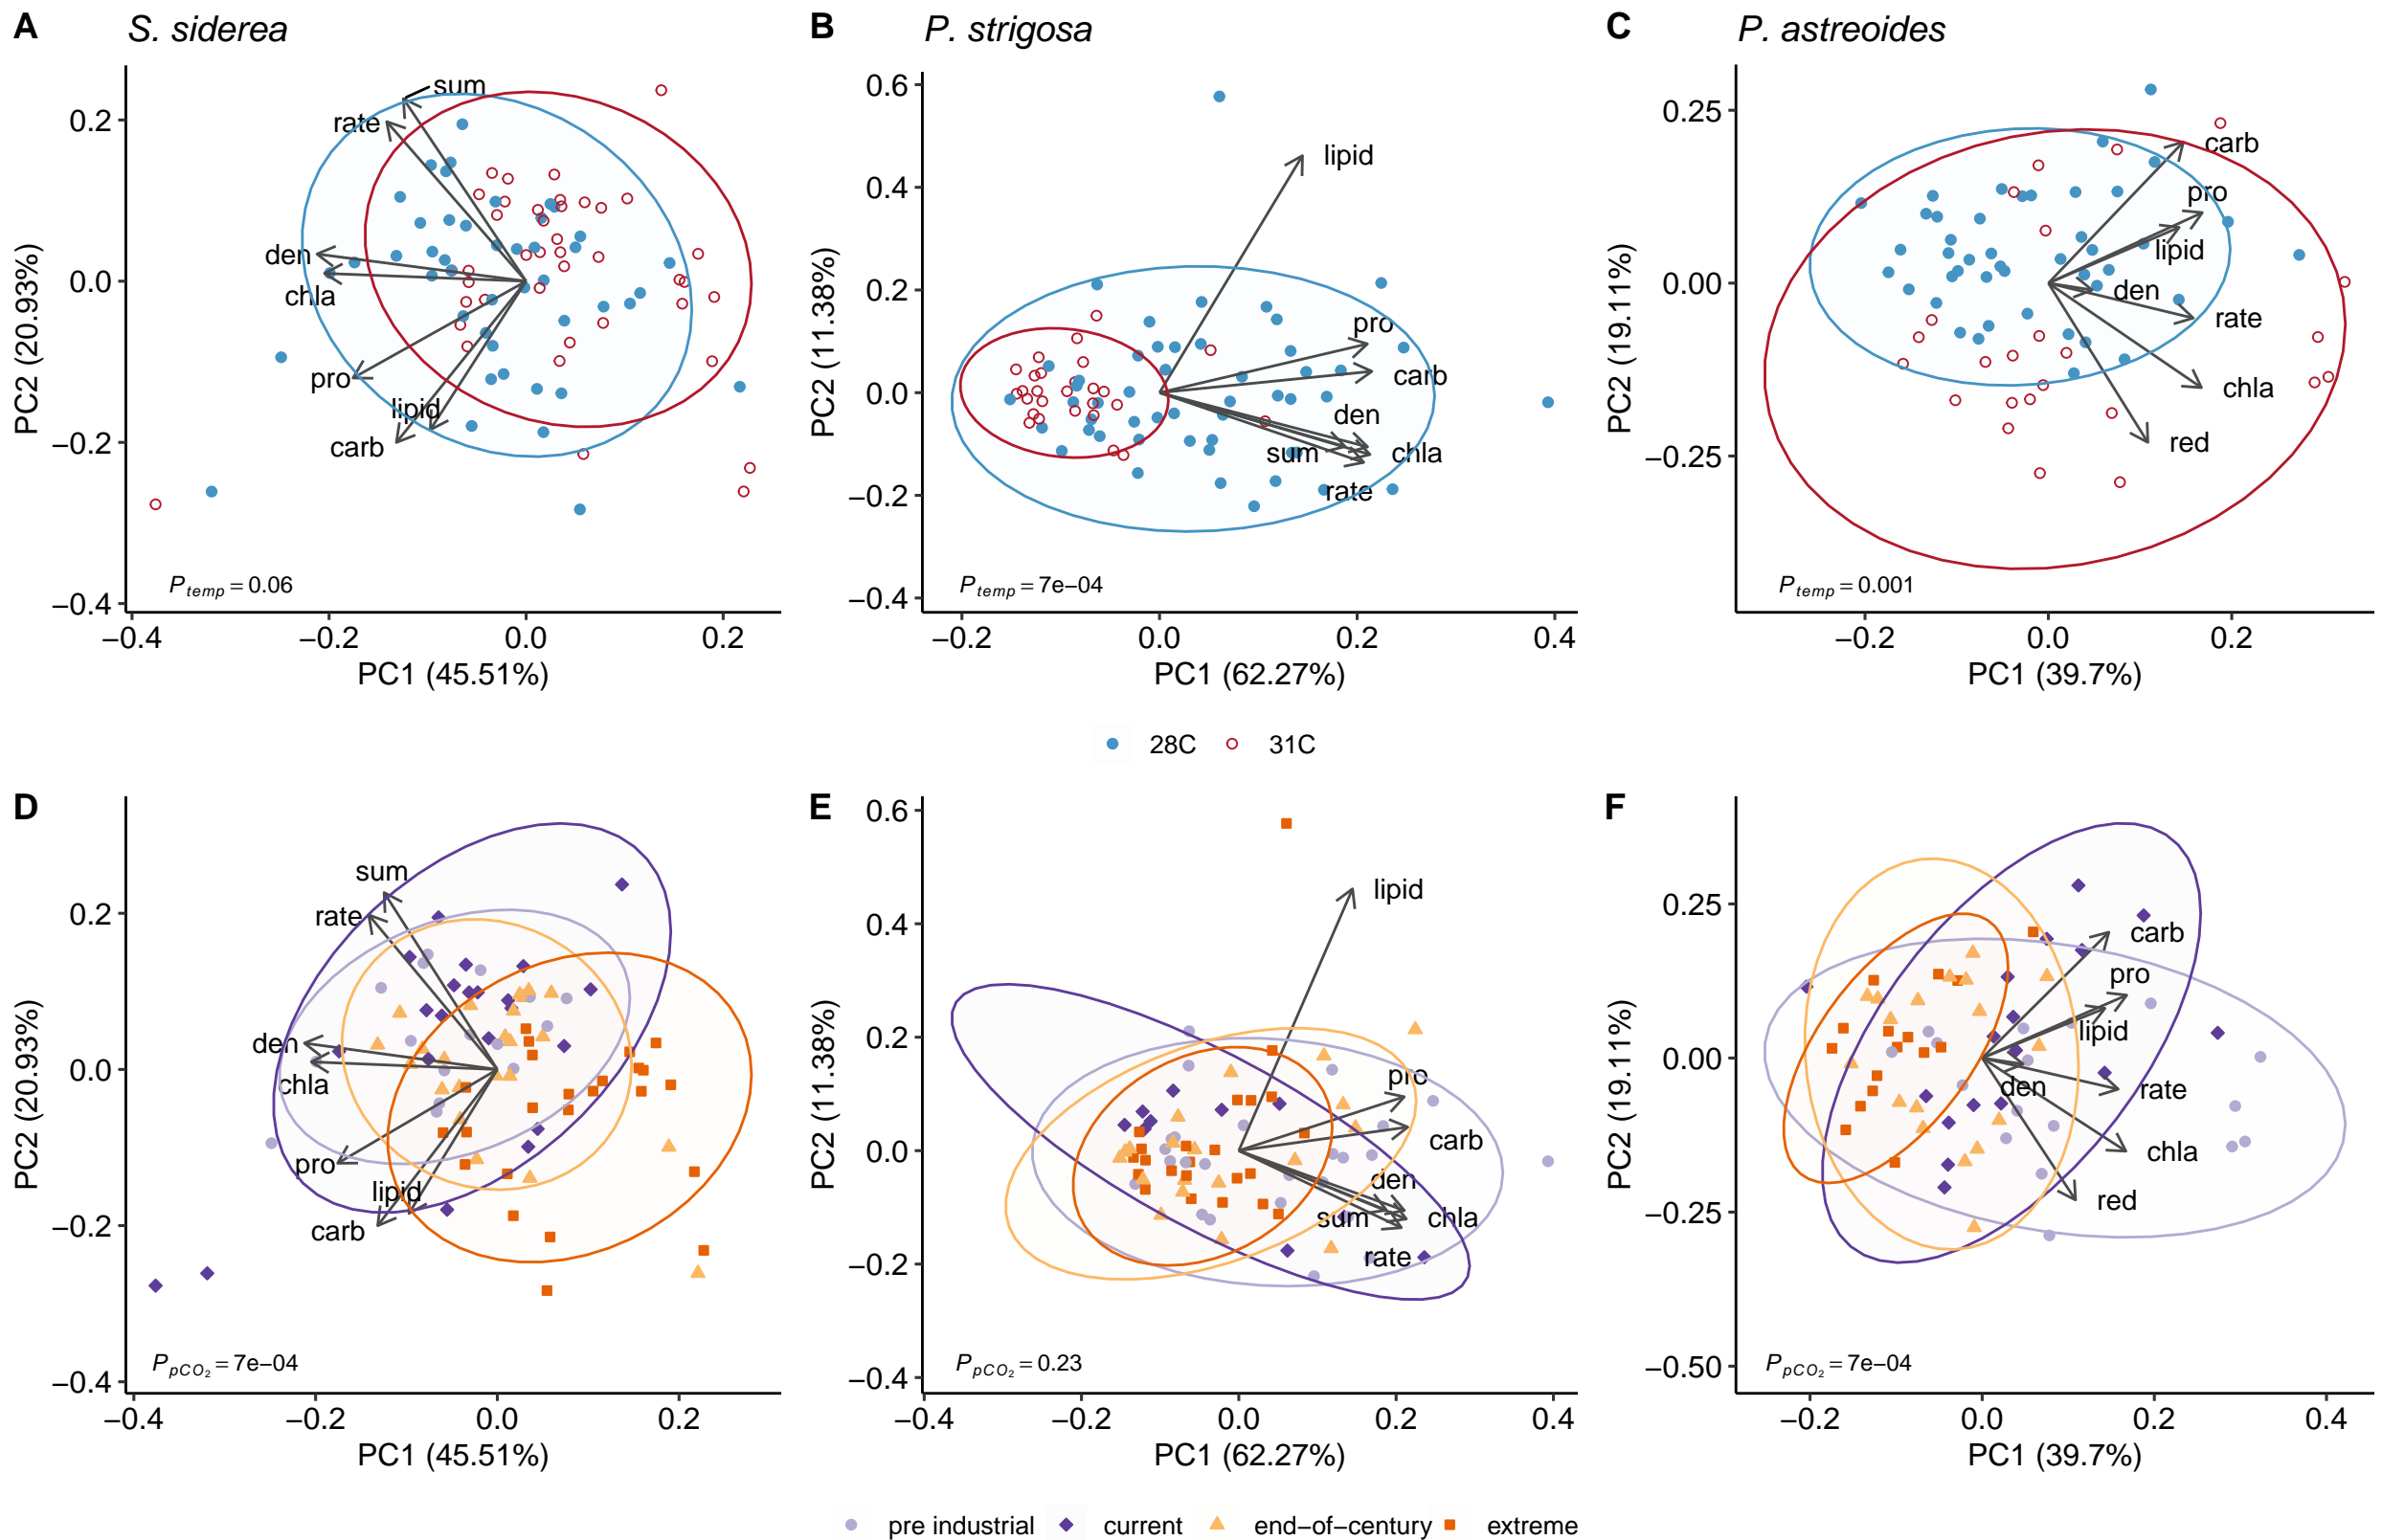 A S. siderea
B P. strigosa
C P. astreoides
PC2 (20.93%)
0.2
0.0
−0.2
−0.4
sum
rate
den
chla
pro
lipid
carb
Ptemp = 0.06
−0.4 −0.2 0.0 0.2
PC1 (45.51%)
PC2 (11.38%)
0.6
0.4
0.2
0.0
−0.2
−0.4
lipid
pro
carb
den
sum
chla
rate
Ptemp = 7e−04
−0.2 0.0 0.2 0.4
PC1 (62.27%)
PC2 (19.11%)
0.25
0.00
−0.25
carb
pro
lipid
den
rate
chla
red
Ptemp = 0.001
−0.2 0.0 0.2
PC1 (39.7%)
28C 31C
D
PC2 (20.93%)
0.2
0.0
−0.2
−0.4
sum
rate
den
chla
pro
lipid
carb
PpCO₂ = 7e−04
−0.4 −0.2 0.0 0.2
PC1 (45.51%)
E
PC2 (11.38%)
0.6
0.4
0.2
0.0
−0.2
−0.4
lipid
pro
carb
den
sum
chla
rate
PpCO₂ = 0.23
−0.4 −0.2 0.0 0.2 0.4
PC1 (62.27%)
F
PC2 (19.11%)
0.25
0.00
−0.25
−0.50
carb
pro
lipid
den
rate
chla
red
PpCO₂ = 7e−04
−0.2 0.0 0.2 0.4
PC1 (39.7%)
pre industrial current end−of−century extreme